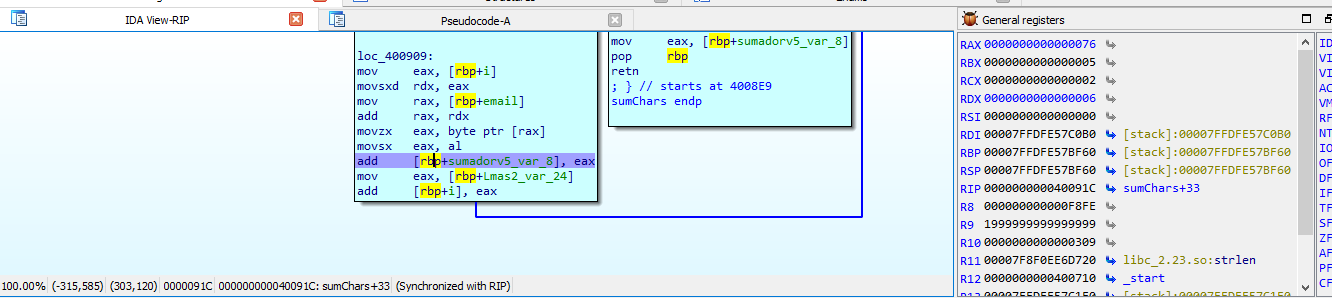 IDA View-RIP
Pseudocode-A
General registers
loc_400909:
mov eax, [rbp+i]
movsxd rdx, eax
mov rax, [rbp+email]
add rax, rdx
movzx eax, byte ptr [rax]
movsx eax, al
add [rbp+sumadorv5_var_8], eax
mov eax, [rbp+Lmas2_var_24]
add [rbp+i], eax
mov eax, [rbp+sumadorv5_var_8]
pop rbp
retn
; } // starts at 4008E9
sumChars endp
RAX 0000000000000076
RBX 0000000000000005
RCX 0000000000000002
RDX 0000000000000006
RSI 0000000000000000
RDI 00007FFDFE57C0B0 [stack]:00007FFDFE57C0B0
RBP 00007FFDFE57BF60 [stack]:00007FFDFE57BF60
RSP 00007FFDFE57BF60 [stack]:00007FFDFE57BF60
RIP 000000000040091C sumChars+33
R8 000000000000F8FE
R9 1999999999999999
R10 0000000000000309
R11 00007F8F0EE6D720 libc_2.23.so:strlen
R12 0000000000400710 _start
ID
VI
VI
AC
VM
RF
NT
IO
OF
DF
IF
TF
SF
ZF
AF
PF
CF
100.00% (-315,585) (303,120) 0000091C 000000000040091C: sumChars+33 (Synchronized with RIP)